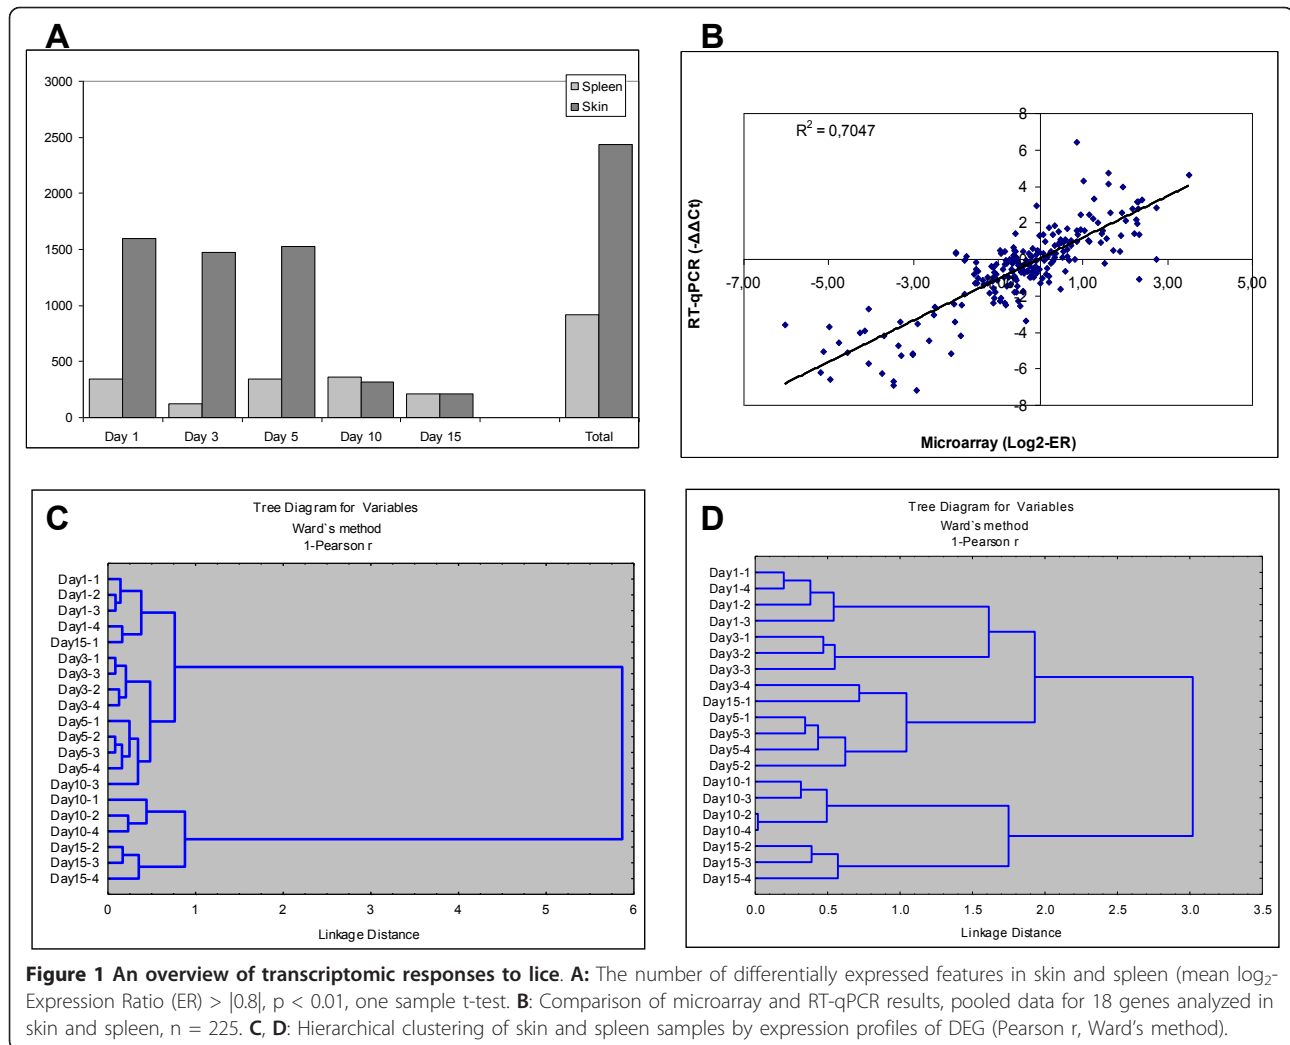 A
3000
2500
2000
1500
1000
500
0
Spleen
Skin
Day 1
Day 3
Day 5
Day 10
Day 15
Total
B
R² = 0,7047
8
6
4
2
0
-2
-4
-6
-8
-7,00
-5,00
-3,00
-1,00
1,00
3,00
5,00
RT-qPCR (-ΔΔCt)
Microarray (Log2-ER)
C
Tree Diagram for Variables
Ward`s method
1-Pearson r
Day1-1
Day1-2
Day1-3
Day1-4
Day15-1
Day3-1
Day3-3
Day3-2
Day3-4
Day5-1
Day5-2
Day5-3
Day5-4
Day10-3
Day10-1
Day10-2
Day10-4
Day15-2
Day15-3
Day15-4
0 1 2 3 4 5 6
Linkage Distance
D
Tree Diagram for Variables
Ward`s method
1-Pearson r
Day1-1
Day1-4
Day1-2
Day1-3
Day3-1
Day3-2
Day3-3
Day3-4
Day15-1
Day5-1
Day5-3
Day5-4
Day5-2
Day10-1
Day10-3
Day10-2
Day10-4
Day15-2
Day15-3
Day15-4
0.0 0.5 1.0 1.5 2.0 2.5 3.0 3.5
Linkage Distance
Figure 1 An overview of transcriptomic responses to lice. A: The number of differentially expressed features in skin and spleen (mean log₂-
Expression Ratio (ER) > |0.8|, p < 0.01, one sample t-test. B: Comparison of microarray and RT-qPCR results, pooled data for 18 genes analyzed in
skin and spleen, n = 225. C, D: Hierarchical clustering of skin and spleen samples by expression profiles of DEG (Pearson r, Ward's method).